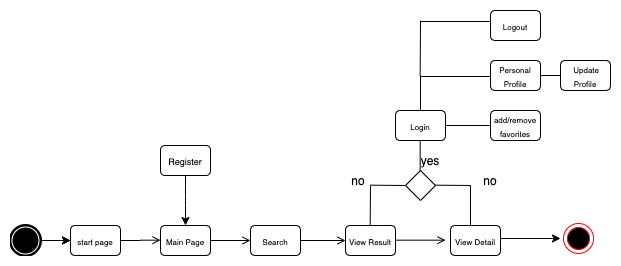 Logout
Personal
Profile
Update
Profile
Login
add/remove
favorites
Register
yes
no
no
start page
Main Page
Search
View Result
View Detail